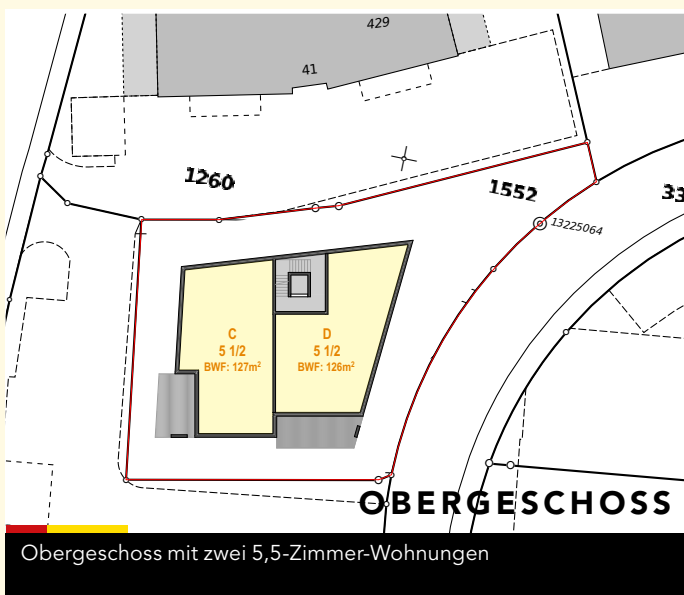 429
41
1260
1552
33
13225064
C
5 1/2
BWF: 127m²
D
5 1/2
BWF: 126m²
OBERGESCHOSS
Obergeschoss mit zwei 5,5-Zimmer-Wohnungen